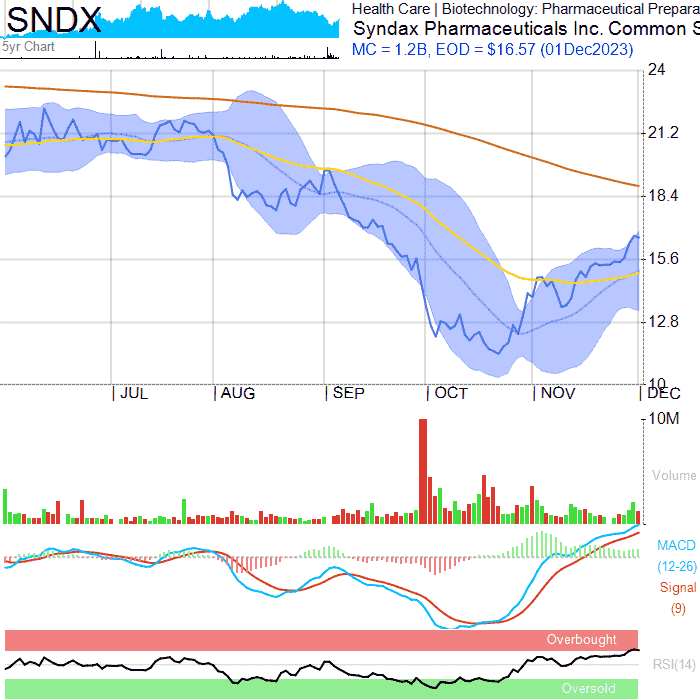 SNDX
Health Care | Biotechnology: Pharmaceutical Prepara
Syndax Pharmaceuticals Inc. Common S
MC = 1.2B, EOD = $16.57 (01Dec2023)
5yr Chart
24
21.2
18.4
15.6
12.8
10
JUL
AUG
SEP
OCT
NOV
DEC
10M
Volume
MACD
(12-26)
Signal
(9)
Overbought
RSI(14)
Oversold